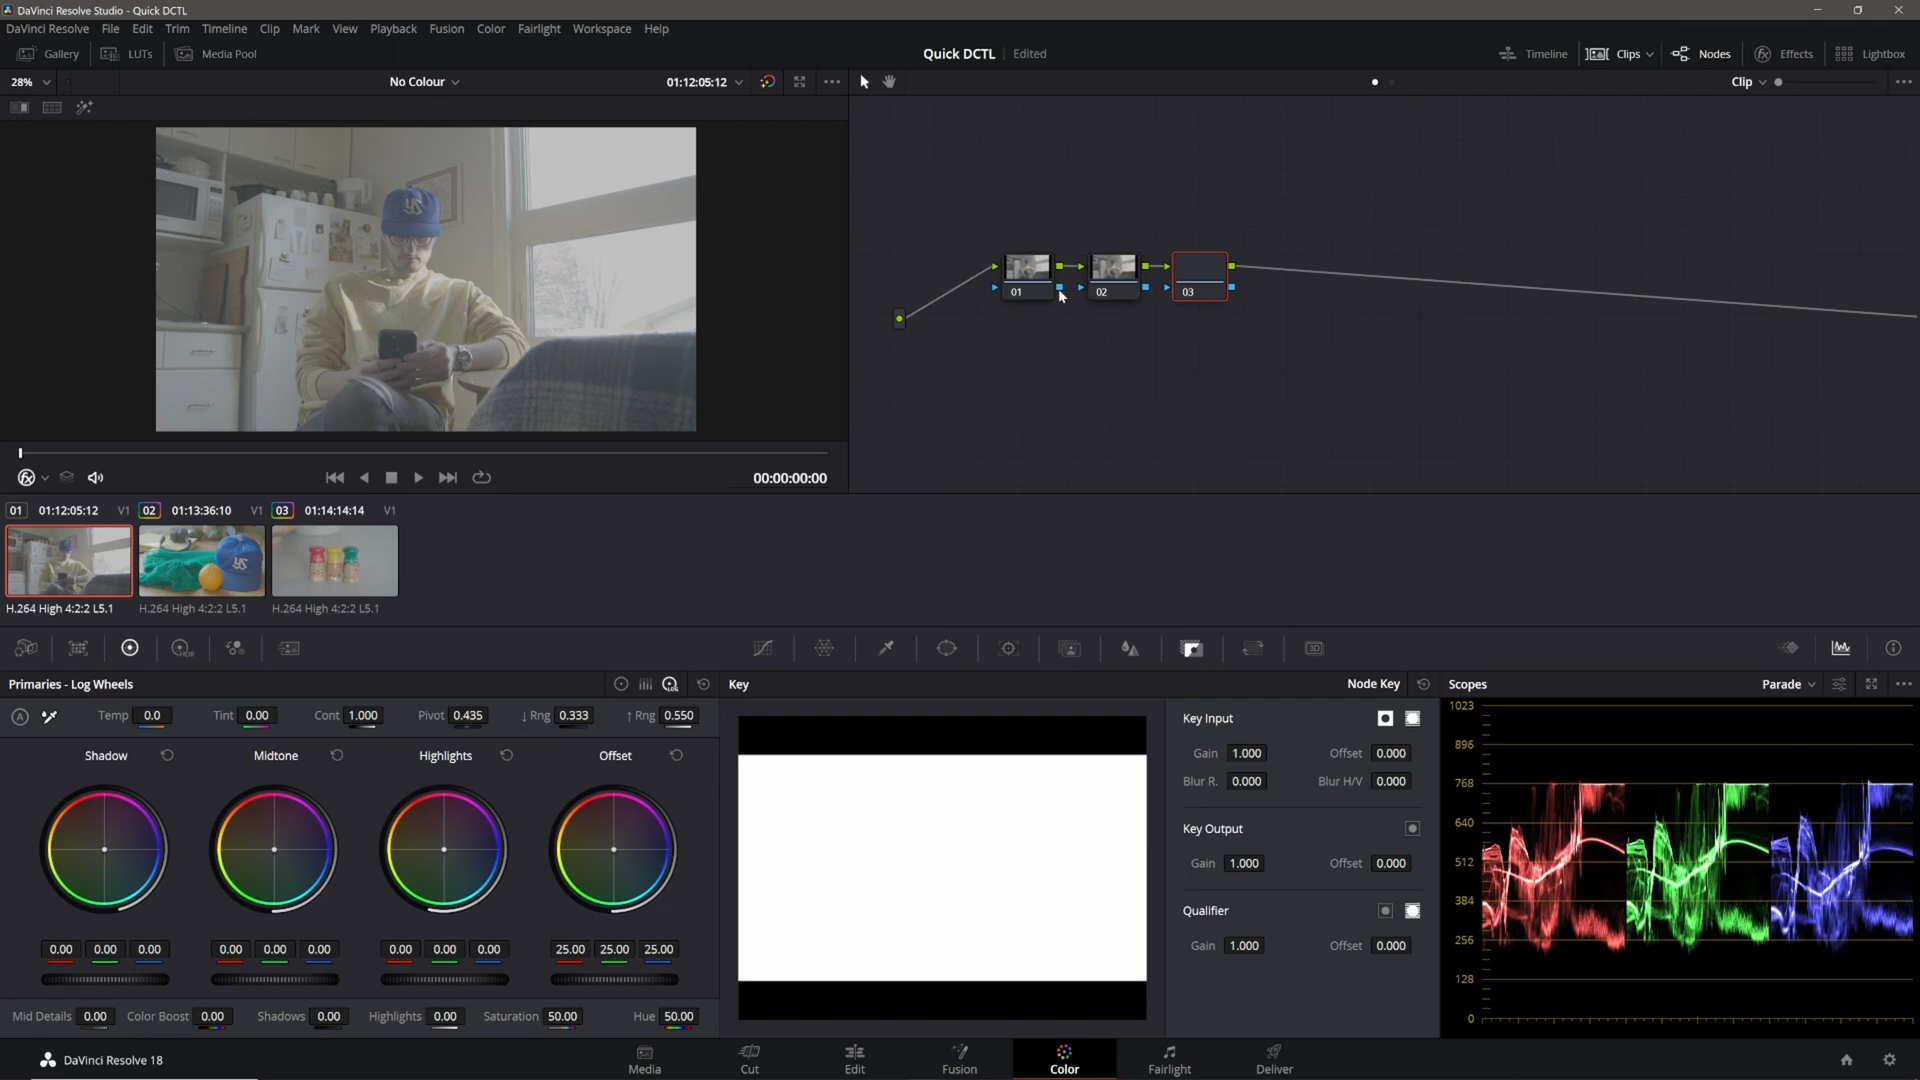 DaVinci Resolve Studio - Quick DCTL
DaVinci Resolve File Edit Trim Timeline Clip Mark View Playback Fusion Color Fairlight Workspace Help
Gallery LUTs Media Pool Quick DCTL Edited Timeline Clips Nodes Effects Lightbox
28% No Colour 01:12:05:12 Clip
01 02 03
00:00:00:00
01 01:12:05:12 V1 02 01:13:36:10 V1 03 01:14:14:14 V1
H.264 High 4:2:2 L5.1 H.264 High 4:2:2 L5.1 H.264 High 4:2:2 L5.1
HDR 3D
Primaries - Log Wheels LOG Key Node Key Scopes Parade
A Temp 0.0 Tint 0.00 Cont 1.000 Pivot 0.435 ↓ Rng 0.333 ↑ Rng 0.550
Shadow Midtone Highlights Offset
0.00 0.00 0.00 0.00 0.00 0.00 0.00 0.00 0.00 25.00 25.00 25.00
Mid Details 0.00 Color Boost 0.00 Shadows 0.00 Highlights 0.00 Saturation 50.00 Hue 50.00
Key Input
Gain 1.000 Offset 0.000
Blur R. 0.000 Blur H/V 0.000
Key Output
Gain 1.000 Offset 0.000
Qualifier
Gain 1.000 Offset 0.000
1023
896
768
640
512
384
256
128
0
DaVinci Resolve 18 Media Cut Edit Fusion Color Fairlight Deliver